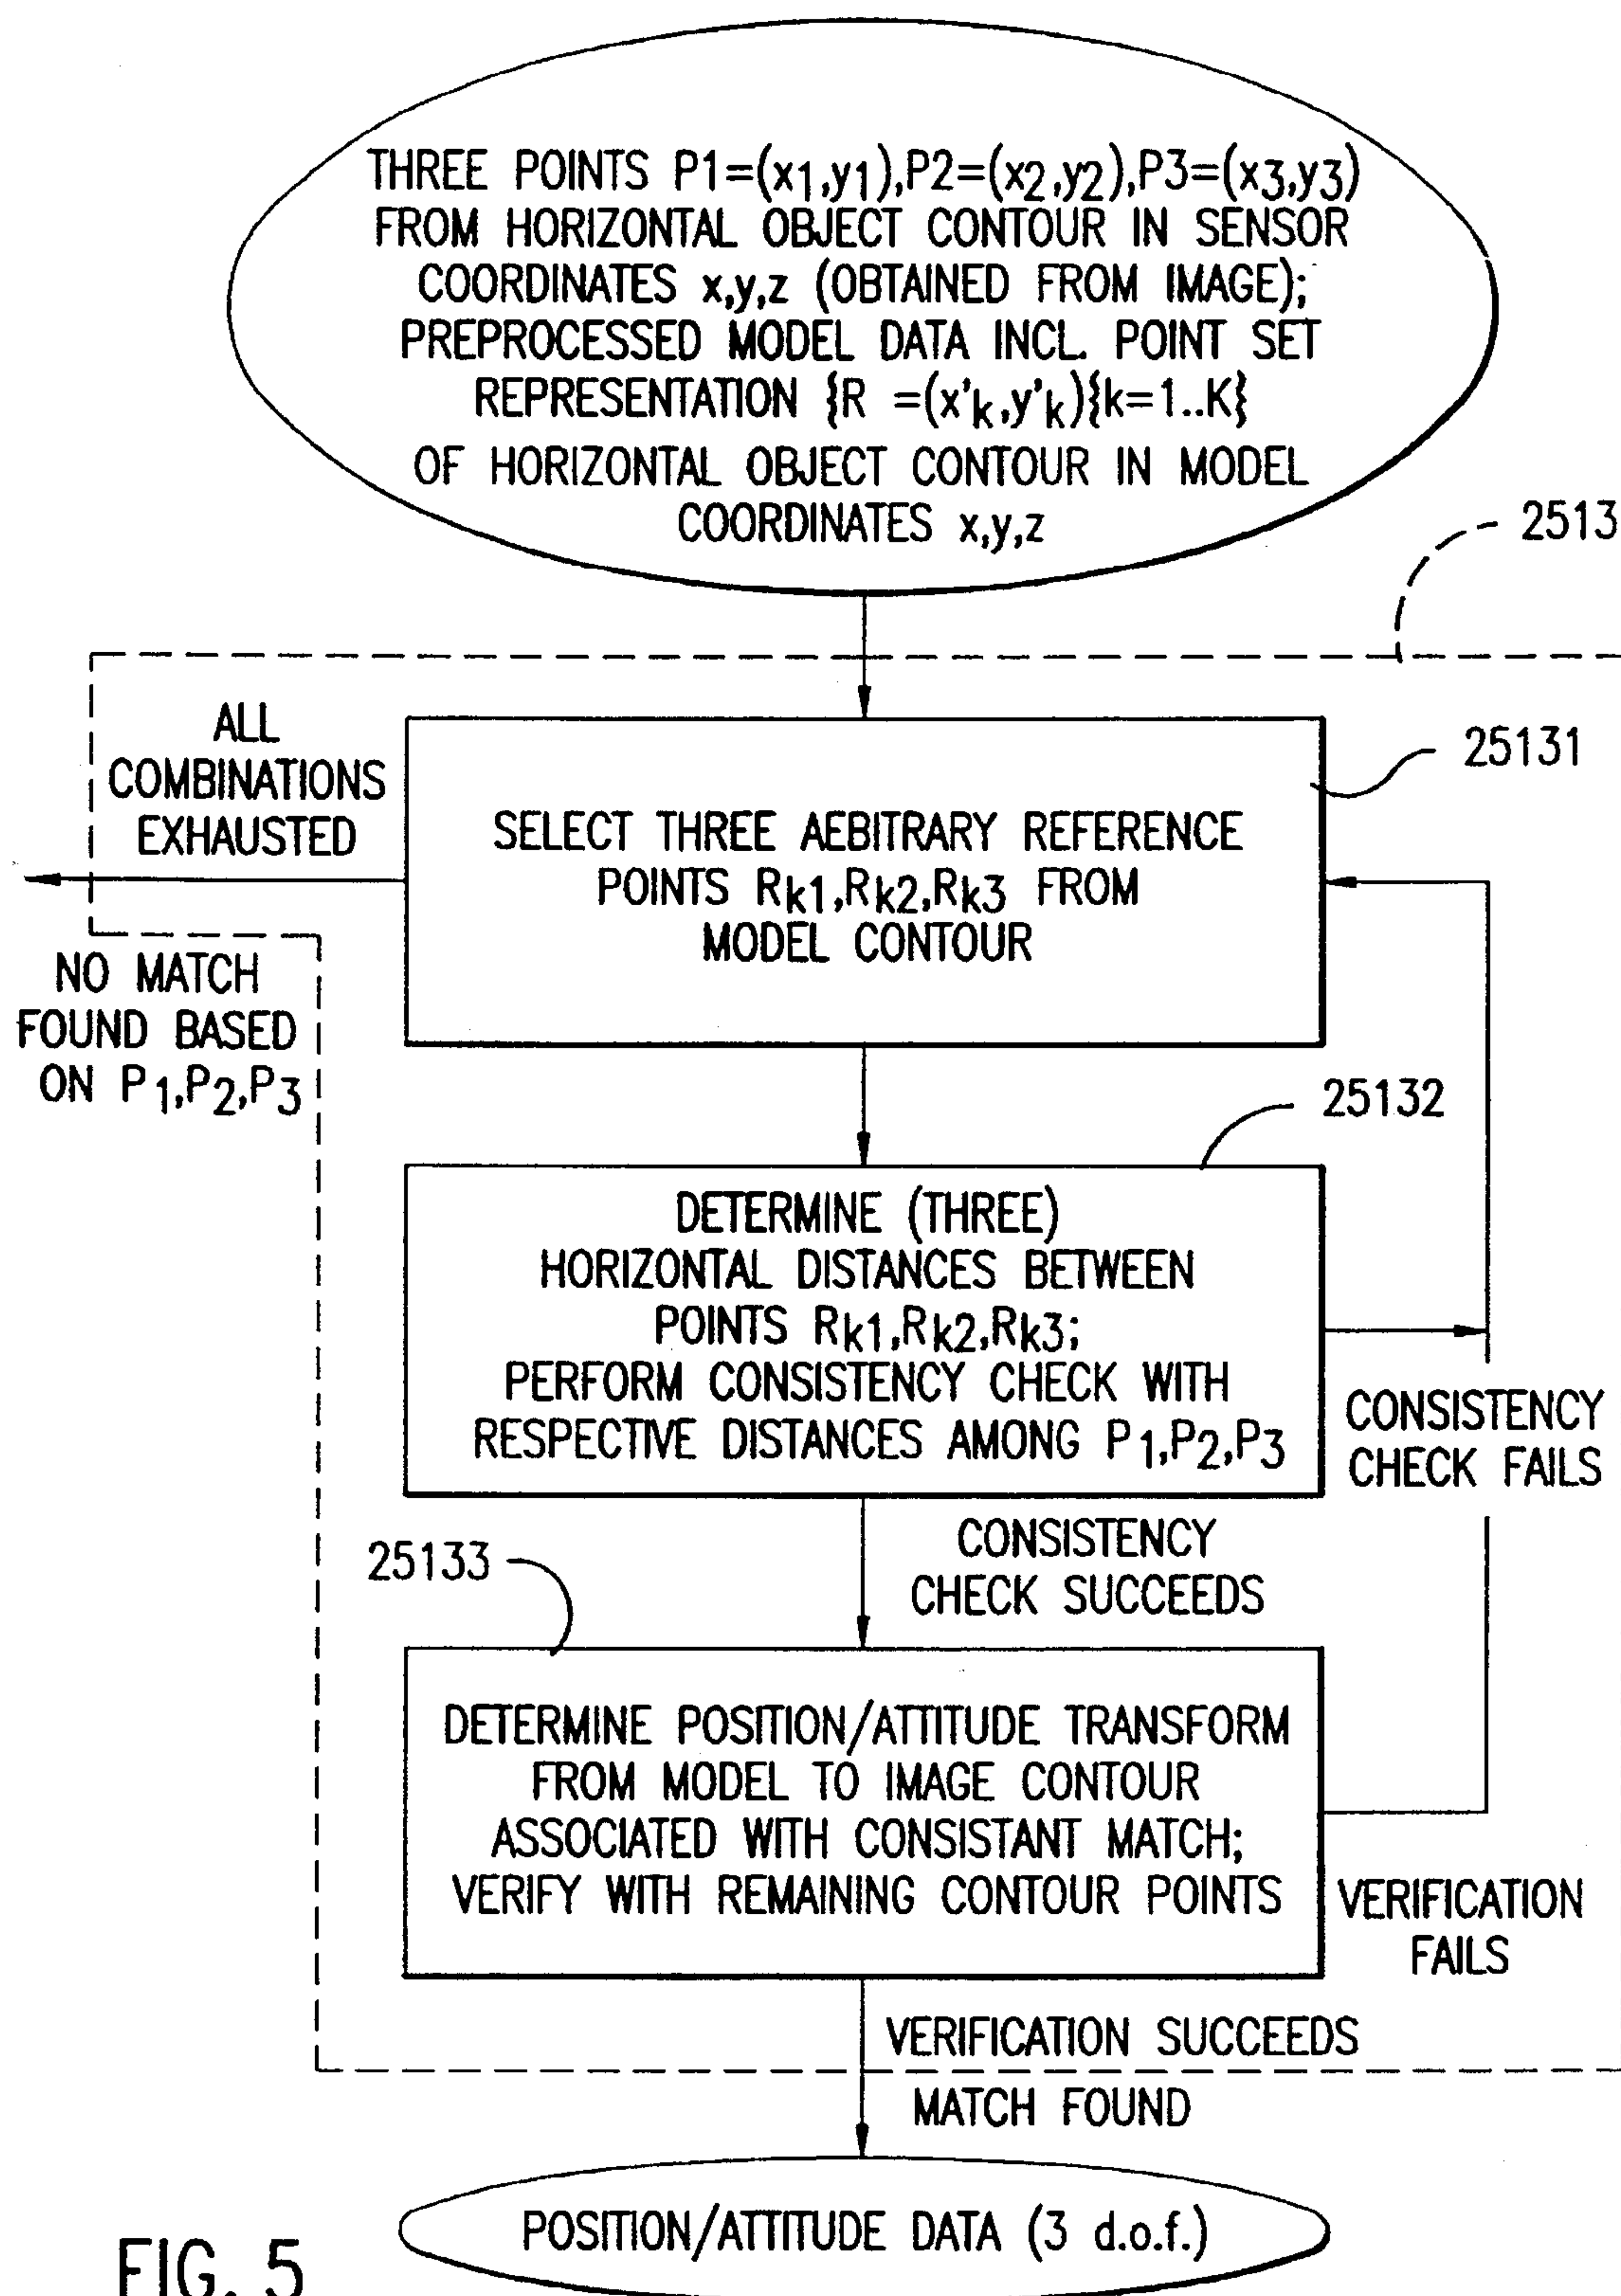 THREE POINTS P1=(x1,y1),P2=(x2,y2),P3=(x3,y3)
FROM HORIZONTAL OBJECT CONTOUR IN SENSOR
COORDINATES x,y,z (OBTAINED FROM IMAGE);
PREPROCESSED MODEL DATA INCL. POINT SET
REPRESENTATION {R =(x'k,y'k){k=1..K}
OF HORIZONTAL OBJECT CONTOUR IN MODEL
COORDINATES x,y,z
2513
ALL
COMBINATIONS
EXHAUSTED
25131
SELECT THREE AEBITRARY REFERENCE
POINTS Rk1,Rk2,Rk3 FROM
MODEL CONTOUR
NO MATCH
FOUND BASED
ON P1,P2,P3
25132
DETERMINE (THREE)
HORIZONTAL DISTANCES BETWEEN
POINTS Rk1,Rk2,Rk3;
PERFORM CONSISTENCY CHECK WITH
RESPECTIVE DISTANCES AMONG P1,P2,P3
CONSISTENCY
CHECK FAILS
CONSISTENCY
CHECK SUCCEEDS
25133
DETERMINE POSITION/ATTITUDE TRANSFORM
FROM MODEL TO IMAGE CONTOUR
ASSOCIATED WITH CONSISTANT MATCH;
VERIFY WITH REMAINING CONTOUR POINTS
VERIFICATION
FAILS
VERIFICATION SUCCEEDS
MATCH FOUND
POSITION/ATTITUDE DATA (3 d.o.f.)
FIG. 5